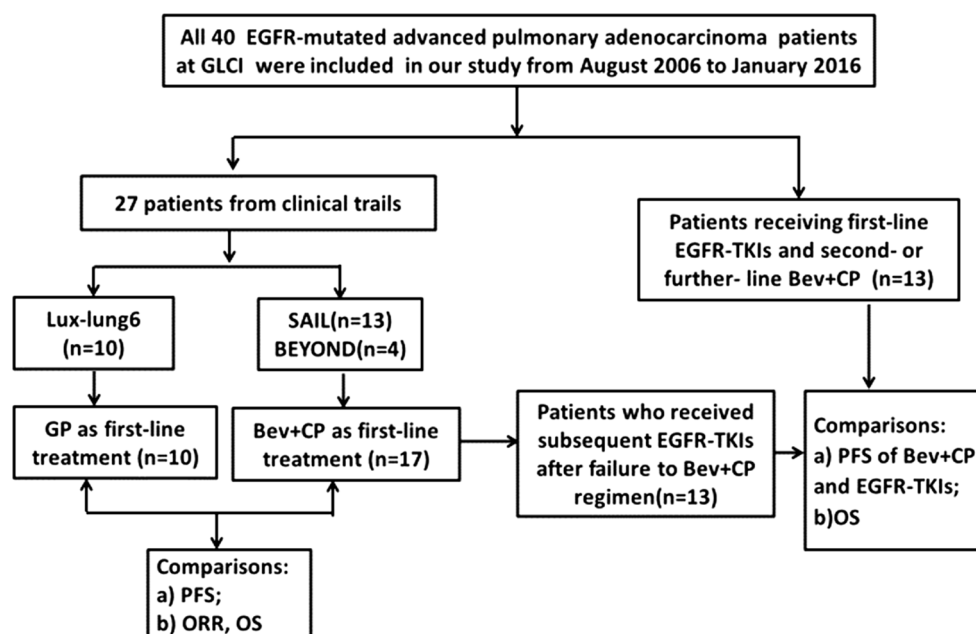 All 40 EGFR-mutated advanced pulmonary adenocarcinoma patients
at GLCI were included in our study from August 2006 to January 2016
27 patients from clinical trails
Patients receiving first-line
EGFR-TKIs and second- or
further- line Bev+CP (n=13)
Lux-lung6
(n=10)
SAIL(n=13)
BEYOND(n=4)
GP as first-line
treatment (n=10)
Bev+CP as first-line
treatment (n=17)
Patients who received
subsequent EGFR-TKIs
after failure to Bev+CP
regimen(n=13)
Comparisons:
a) PFS of Bev+CP
and EGFR-TKIs;
b)OS
Comparisons:
a) PFS;
b) ORR, OS